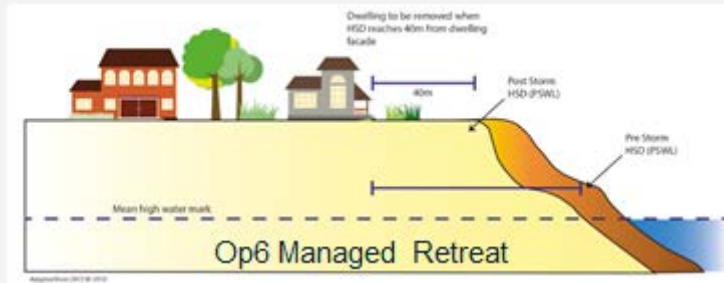 Dwelling to be removed when
HSD reaches 40m from dwelling
facade
40m
Post Storm
HSD (PSWL)
Pre Storm
HSD (PSWL)
Mean high water mark
Op6 Managed Retreat